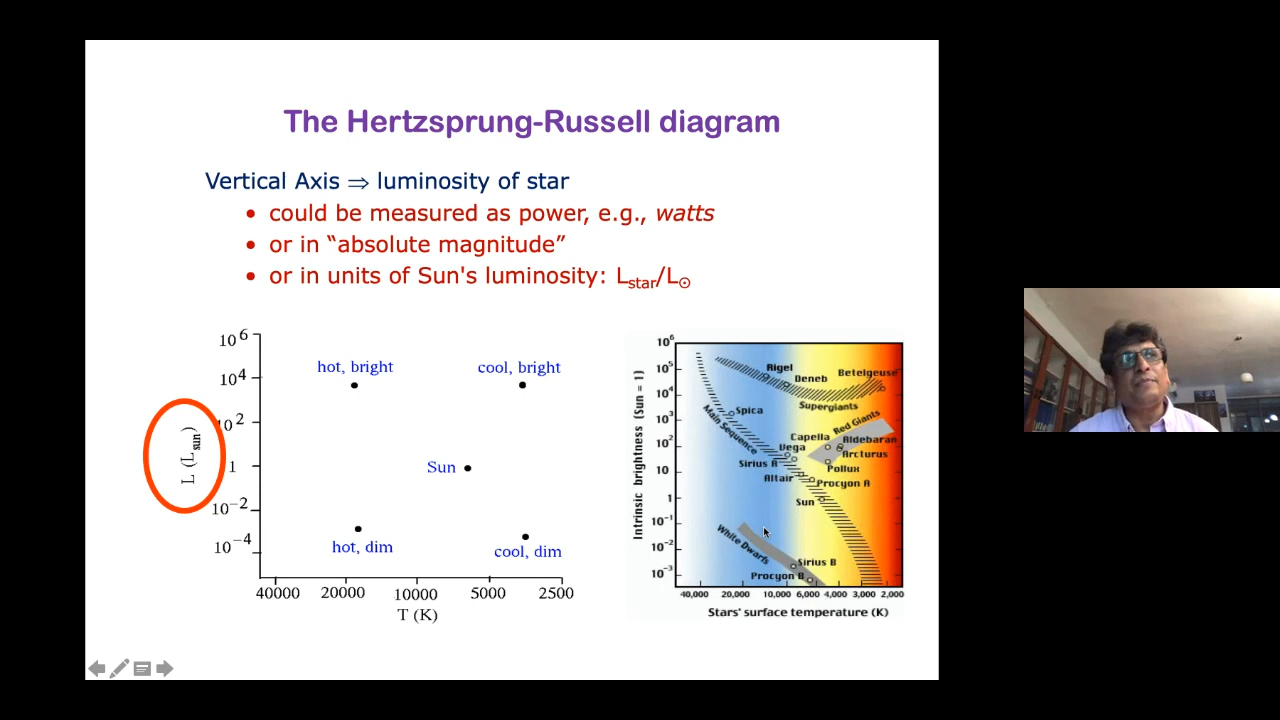 The Hertzsprung-Russell diagram
Vertical Axis ⇒ luminosity of star
• could be measured as power, e.g., watts
• or in “absolute magnitude”
• or in units of Sun's luminosity: Lstar/L⊙
10^6
10^4
10^2
1
10^−2
10^−4
L (Lsun)
hot, bright
cool, bright
Sun
hot, dim
cool, dim
40000 20000 10000 5000 2500
T (K)
Intrinsic brightness (Sun = 1)
10^6
10^5
10^4
10^3
10^2
10
1
10^−1
10^−2
10^−3
Rigel
Deneb
Betelgeuse
Supergiants
Spica
Main Sequence
Red Giants
Capella
Aldebaran
Vega
Arcturus
Sirius A
Pollux
Altair
Procyon A
Sun
White Dwarfs
Sirius B
Procyon B
40,000 20,000 10,000 6,000 4,000 3,000 2,000
Stars' surface temperature (K)